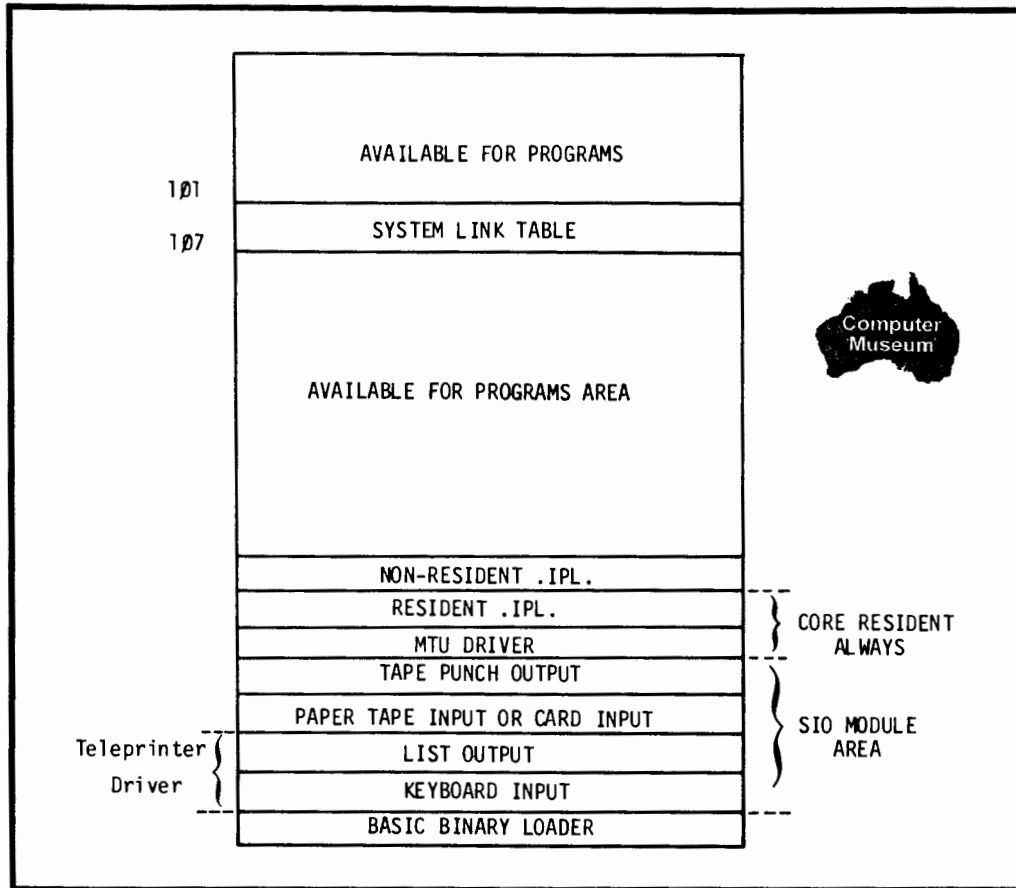 AVAILABLE FOR PROGRAMS
1Ø1
SYSTEM LINK TABLE
1Ø7
Computer
Museum
AVAILABLE FOR PROGRAMS AREA
NON-RESIDENT .IPL.
RESIDENT .IPL.
CORE RESIDENT
ALWAYS
MTU DRIVER
TAPE PUNCH OUTPUT
PAPER TAPE INPUT OR CARD INPUT
SIO MODULE
AREA
Teleprinter
Driver
LIST OUTPUT
KEYBOARD INPUT
BASIC BINARY LOADER